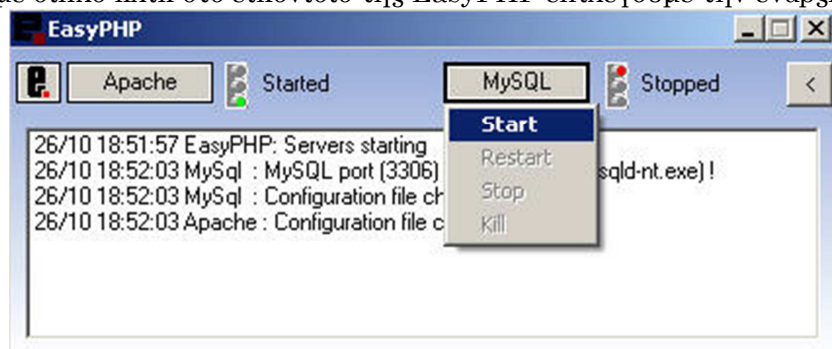 EasyPHP
Apache Started MySQL Stopped <
Start
Restart
Stop
Kill
26/10 18:51:57 EasyPHP: Servers starting
26/10 18:52:03 MySql : MySQL port (3306) sqld-nt.exe) !
26/10 18:52:03 MySql : Configuration file ch
26/10 18:52:03 Apache : Configuration file c